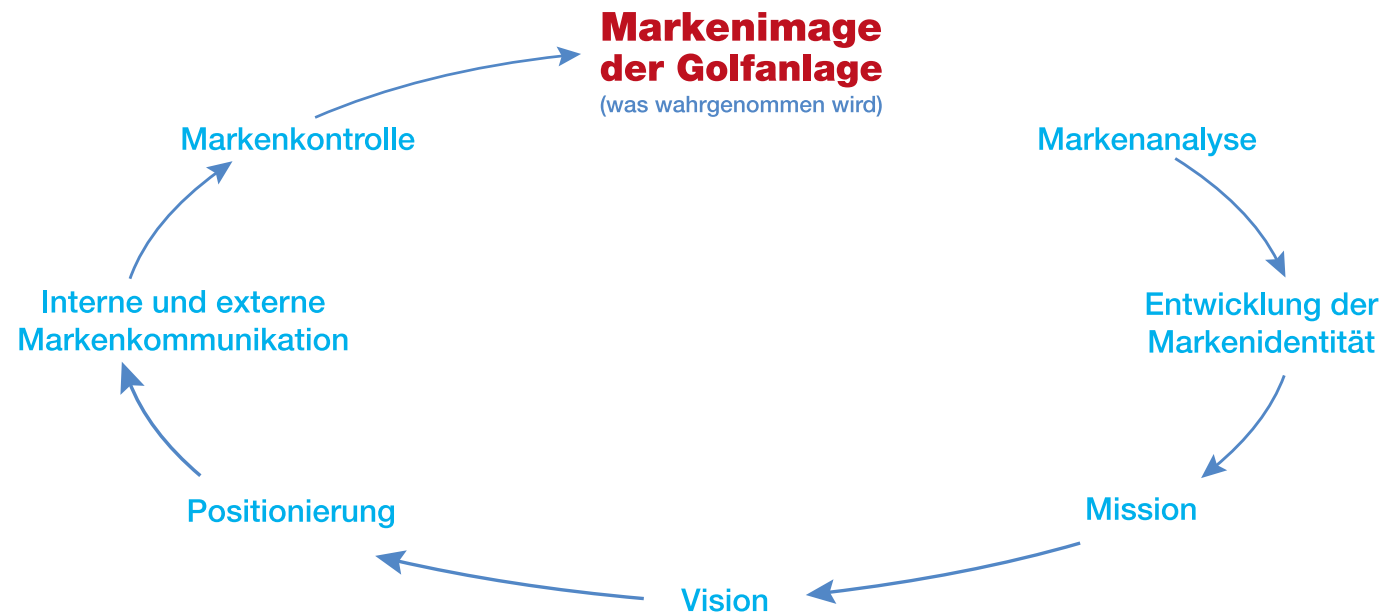 Markenimage
der Golfanlage
(was wahrgenommen wird)
Markenanalyse
Entwicklung der
Markenidentität
Mission
Vision
Positionierung
Interne und externe
Markenkommunikation
Markenkontrolle